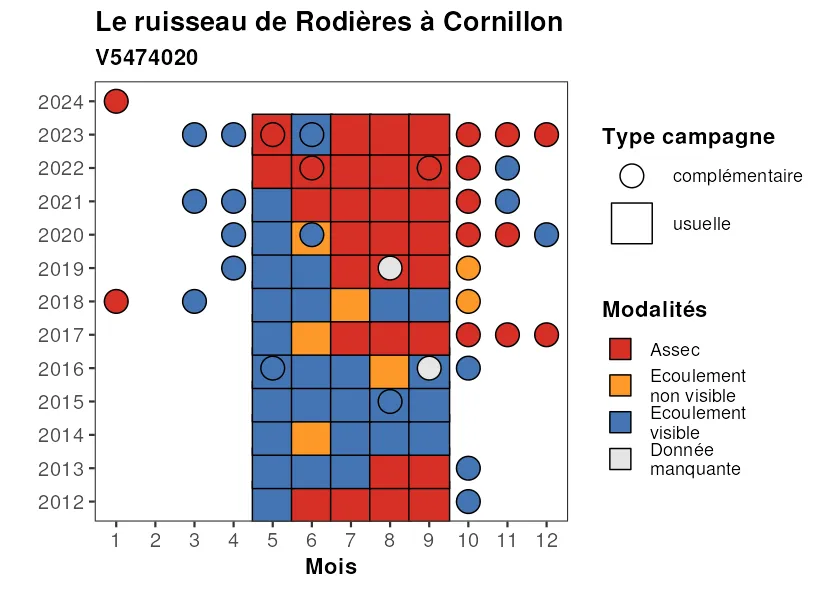 Le ruisseau de Rodières à Cornillon
V5474020
2024
2023
2022
2021
2020
2019
2018
2017
2016
2015
2014
2013
2012
1 2 3 4 5 6 7 8 9 10 11 12
Mois
Type campagne
complémentaire
usuelle
Modalités
Assec
Ecoulement
non visible
Ecoulement
visible
Donnée
manquante